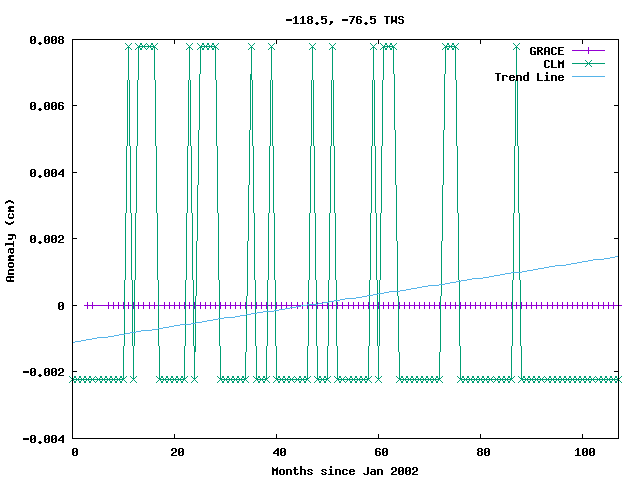 -118.5, -76.5 TWS
GRACE
CLM
Trend Line
0.008
0.006
0.004
0.002
0
-0.002
-0.004
Anomaly (cm)
0 20 40 60 80 100
Months since Jan 2002